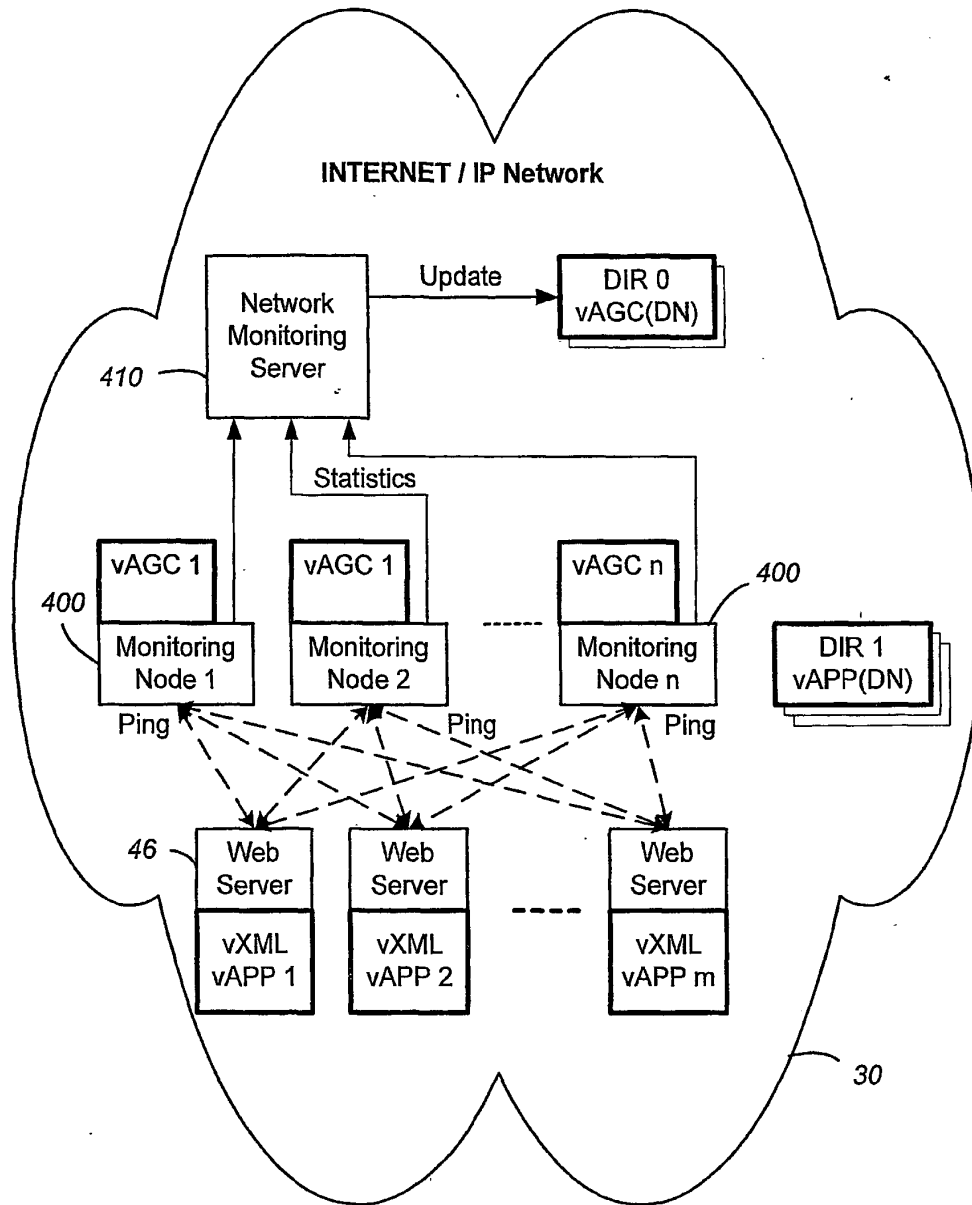 INTERNET / IP Network
Network
Monitoring
Server
Update
DIR 0
vAGC(DN)
410
Statistics
vAGC 1
vAGC 1
vAGC n
400
400
Monitoring
Node 1
Monitoring
Node 2
Monitoring
Node n
DIR 1
vAPP(DN)
Ping
Ping
Ping
46
Web
Server
Web
Server
Web
Server
vXML
vAPP 1
vXML
vAPP 2
vXML
vAPP m
30